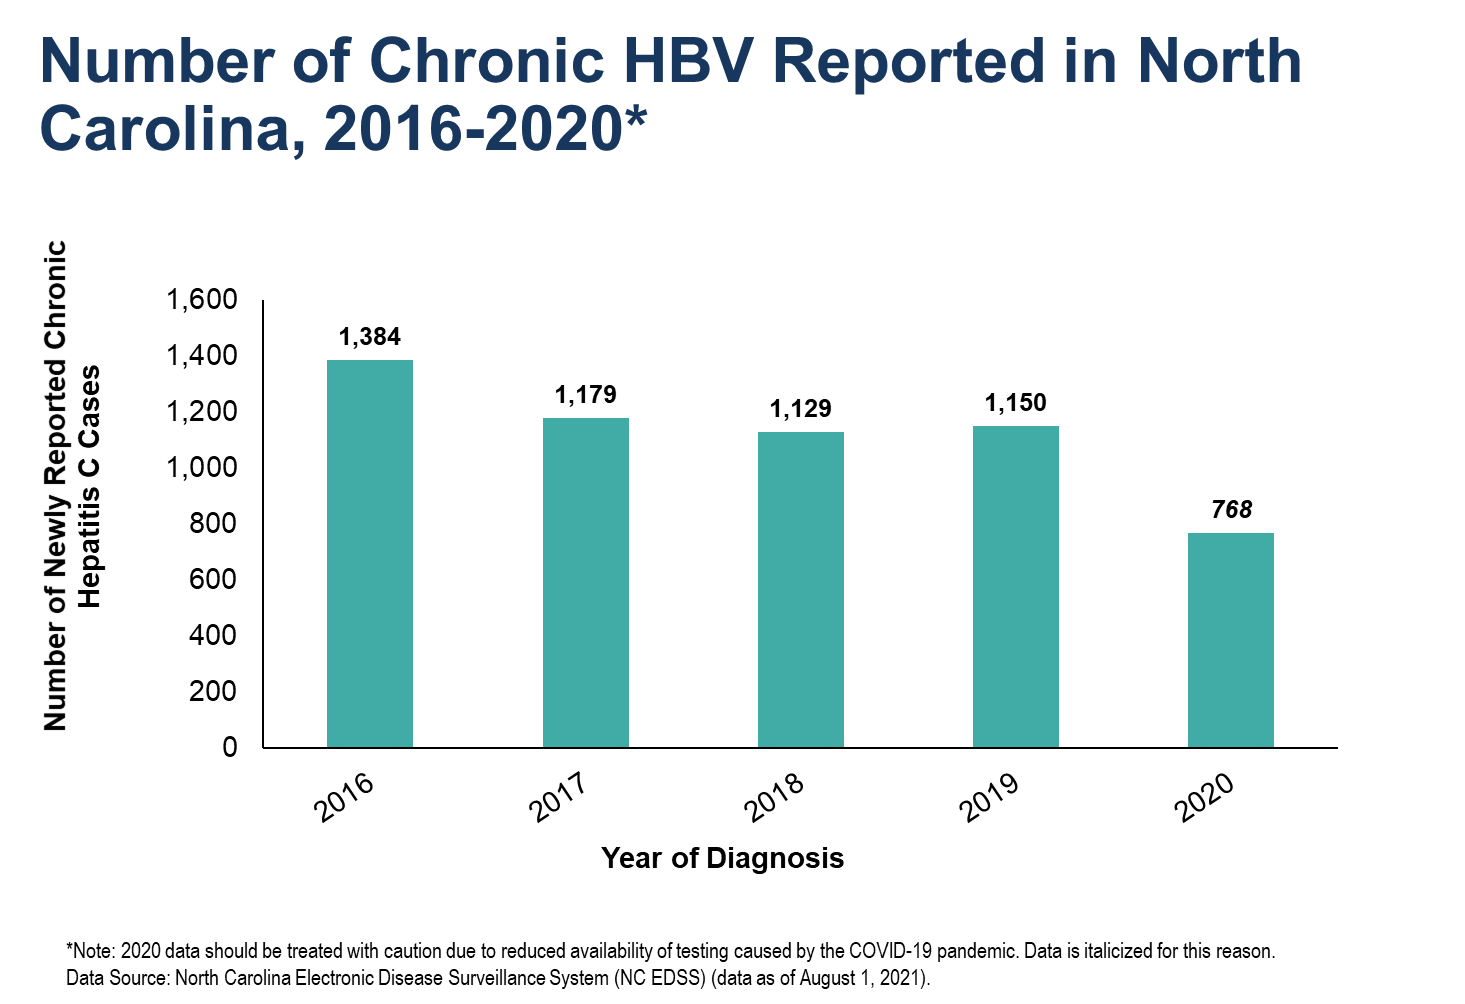 Number of Chronic HBV Reported in North
Carolina, 2016-2020*
Number of Newly Reported Chronic
Hepatitis C Cases
1,600
1,400
1,200
1,000
800
600
400
200
0
1,384
1,179
1,129
1,150
768
2016
2017
2018
2019
2020
Year of Diagnosis
*Note: 2020 data should be treated with caution due to reduced availability of testing caused by the COVID-19 pandemic. Data is italicized for this reason.
Data Source: North Carolina Electronic Disease Surveillance System (NC EDSS) (data as of August 1, 2021).